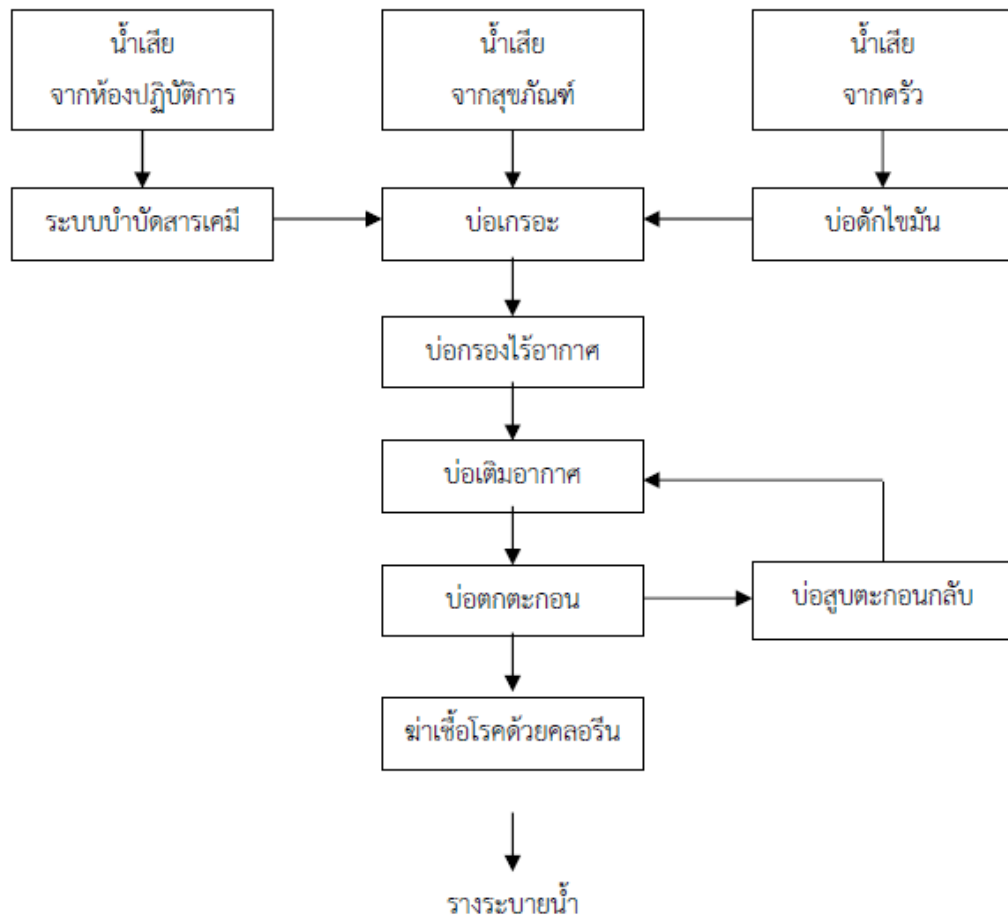 น้ำเสีย
จากห้องปฏิบัติการ
น้ำเสีย
จากสุขภัณฑ์
น้ำเสีย
จากครัว
ระบบบำบัดสารเคมี
บ่อเกรอะ
บ่อดักไขมัน
บ่อกรองไร้อากาศ
บ่อเติมอากาศ
บ่อตกตะกอน
บ่อสูบตะกอนกลับ
ฆ่าเชื้อโรคด้วยคลอรีน
รางระบายน้ำ